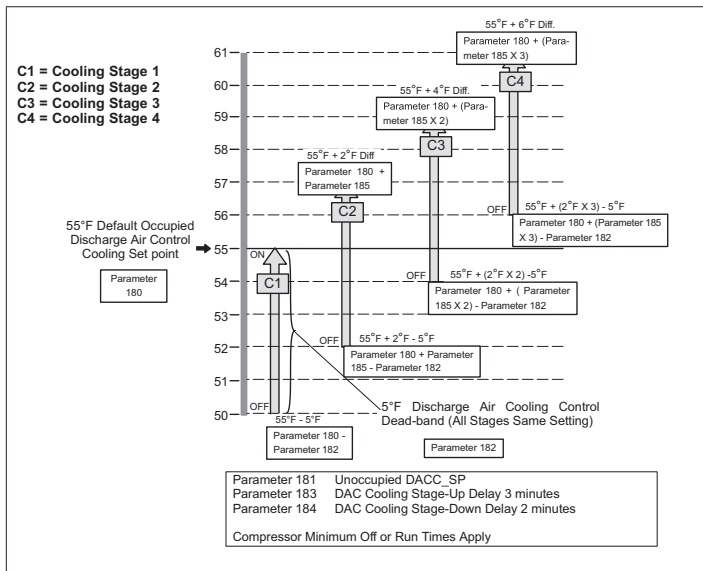 55°F + 6°F Diff.
Parameter 180 + (Para-
meter 185 X 3)
61
C1 = Cooling Stage 1
C2 = Cooling Stage 2
C3 = Cooling Stage 3
C4 = Cooling Stage 4
60
C4
55°F + 4°F Diff.
Parameter 180 + (Para-
meter 185 X 2)
59
58
C3
55°F + 2°F Diff
Parameter 180 +
Parameter 185
57
56
C2
OFF
55°F + (2°F X 3) - 5°F
Parameter 180 + (Parameter 185
X 3) - Parameter 182
55°F Default Occupied
Discharge Air Control
Cooling Set point
Parameter
180
55
ON
54
C1
OFF
55°F + (2°F X 2) -5°F
Parameter 180 + ( Parameter
185 X 2) - Parameter 182
53
52
OFF
55°F + 2°F - 5°F
Parameter 180 + Parameter
185 - Parameter 182
51
50
OFF
55°F - 5°F
Parameter 180 -
Parameter 182
5°F Discharge Air Cooling Control
Dead-band (All Stages Same Setting)
Parameter 182
Parameter 181 Unoccupied DACC_SP
Parameter 183 DAC Cooling Stage-Up Delay 3 minutes
Parameter 184 DAC Cooling Stage-Down Delay 2 minutes
Compressor Minimum Off or Run Times Apply